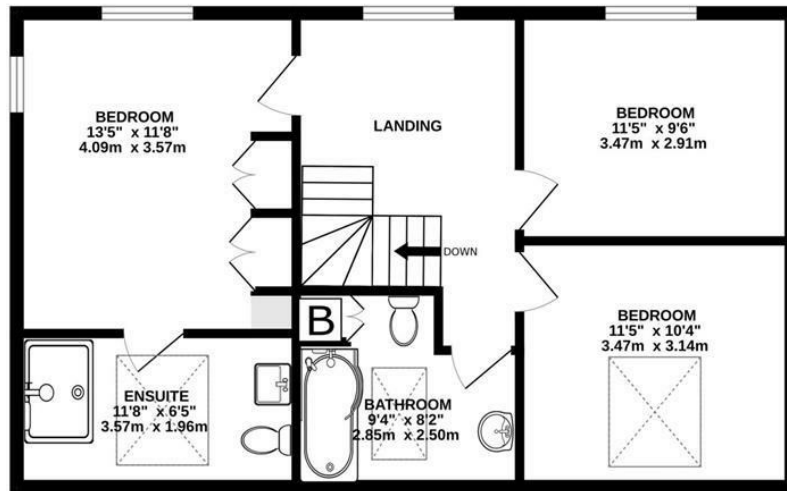 BEDROOM
13'5" x 11'8"
4.09m x 3.57m
LANDING
BEDROOM
11'5" x 9'6"
3.47m x 2.91m
DOWN
B
BEDROOM
11'5" x 10'4"
3.47m x 3.14m
ENSUITE
11'8" x 6'5"
3.57m x 1.96m
BATHROOM
9'4" x 8'2"
2.85m x 2.50m